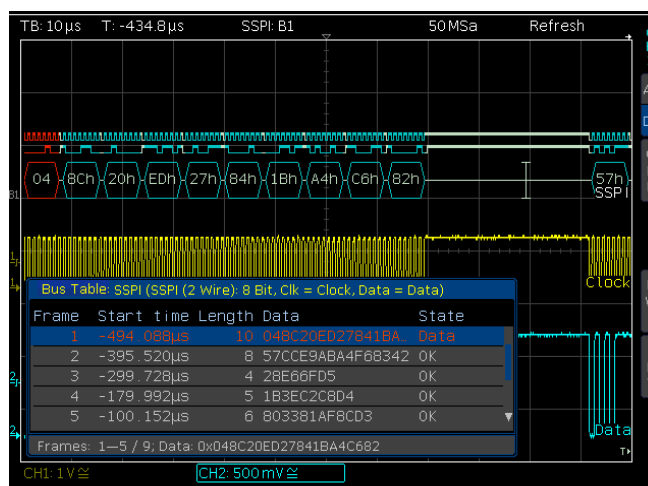 TB: 10µs T: -434.8µs SSPI: B1 50MSa Refresh
04 8Ch 20h EDh 27h 84h 1Bh A4h C6h 82h 57h
B1 SSPI
Clock
Bus Table: SSPI (SSPI (2 Wire): 8 Bit, Clk = Clock, Data = Data)
Frame Start time Length Data State
1 -494.088µs 10 048C20ED27841BA… Data
2 -395.520µs 8 57CCE9ABA4F68342 OK
3 -299.728µs 4 28E66FD5 OK
4 -179.992µs 5 1B3EC2C8D4 OK
5 -100.152µs 6 803381AF8CD3 OK
Frames: 1—5 / 9; Data: 0x048C20ED27841BA4C682
Data
CH1: 1V≅ CH2: 500mV≅